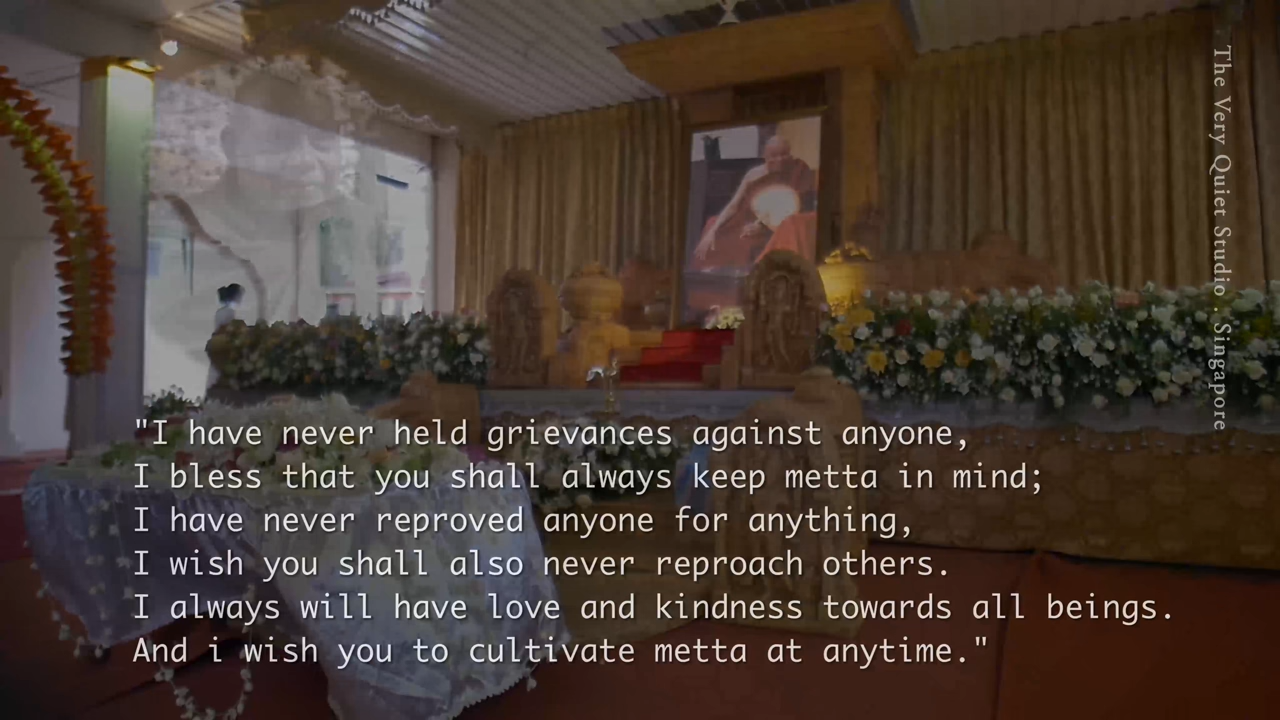 "I have never held grievances against anyone,
I bless that you shall always keep metta in mind;
I have never reproved anyone for anything,
I wish you shall also never reproach others.
I always will have love and kindness towards all beings.
And i wish you to cultivate metta at anytime."
The Very Quiet Studio . Singapore